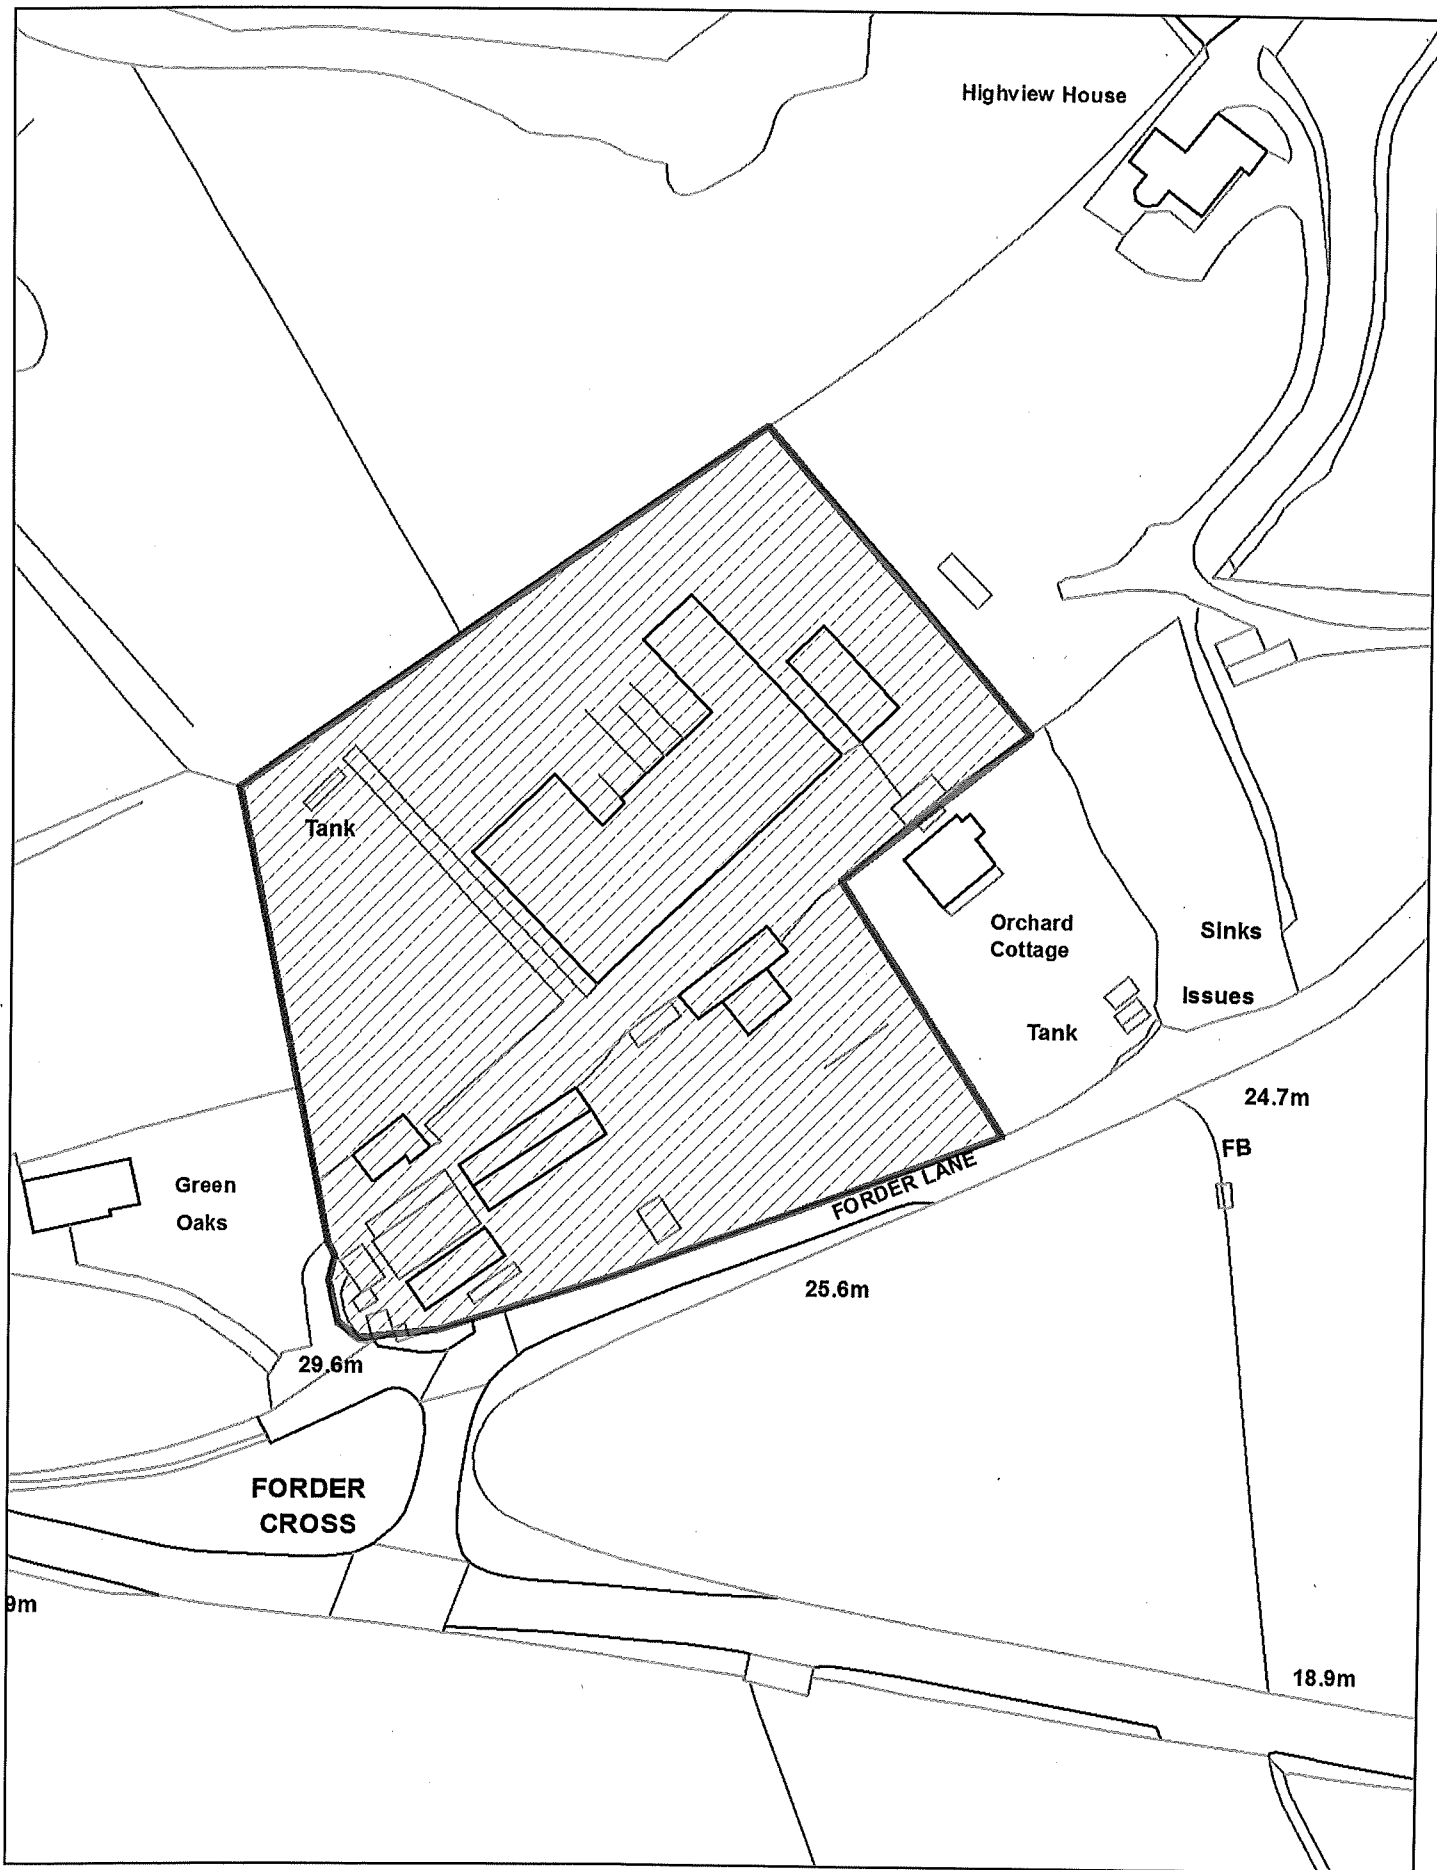 Highview House
Tank
Orchard
Cottage
Sinks
Issues
Tank
24.7m
FB
FORDER LANE
Green
Oaks
25.6m
29.6m
FORDER
CROSS
9m
18.9m